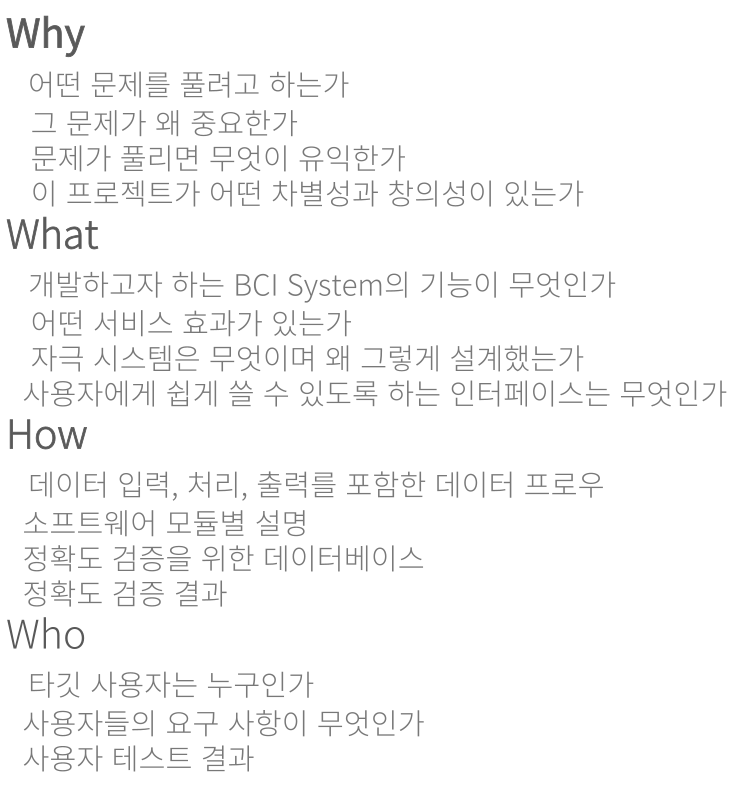 Why
어떤 문제를 풀려고 하는가
그 문제가 왜 중요한가
문제가 풀리면 무엇이 유익한가
이 프로젝트가 어떤 차별성과 창의성이 있는가
What
개발하고자 하는 BCI System의 기능이 무엇인가
어떤 서비스 효과가 있는가
자극 시스템은 무엇이며 왜 그렇게 설계했는가
사용자에게 쉽게 쓸 수 있도록 하는 인터페이스는 무엇인가
How
데이터 입력, 처리, 출력를 포함한 데이터 프로우
소프트웨어 모듈별 설명
정확도 검증을 위한 데이터베이스
정확도 검증 결과
Who
타깃 사용자는 누구인가
사용자들의 요구 사항이 무엇인가
사용자 테스트 결과